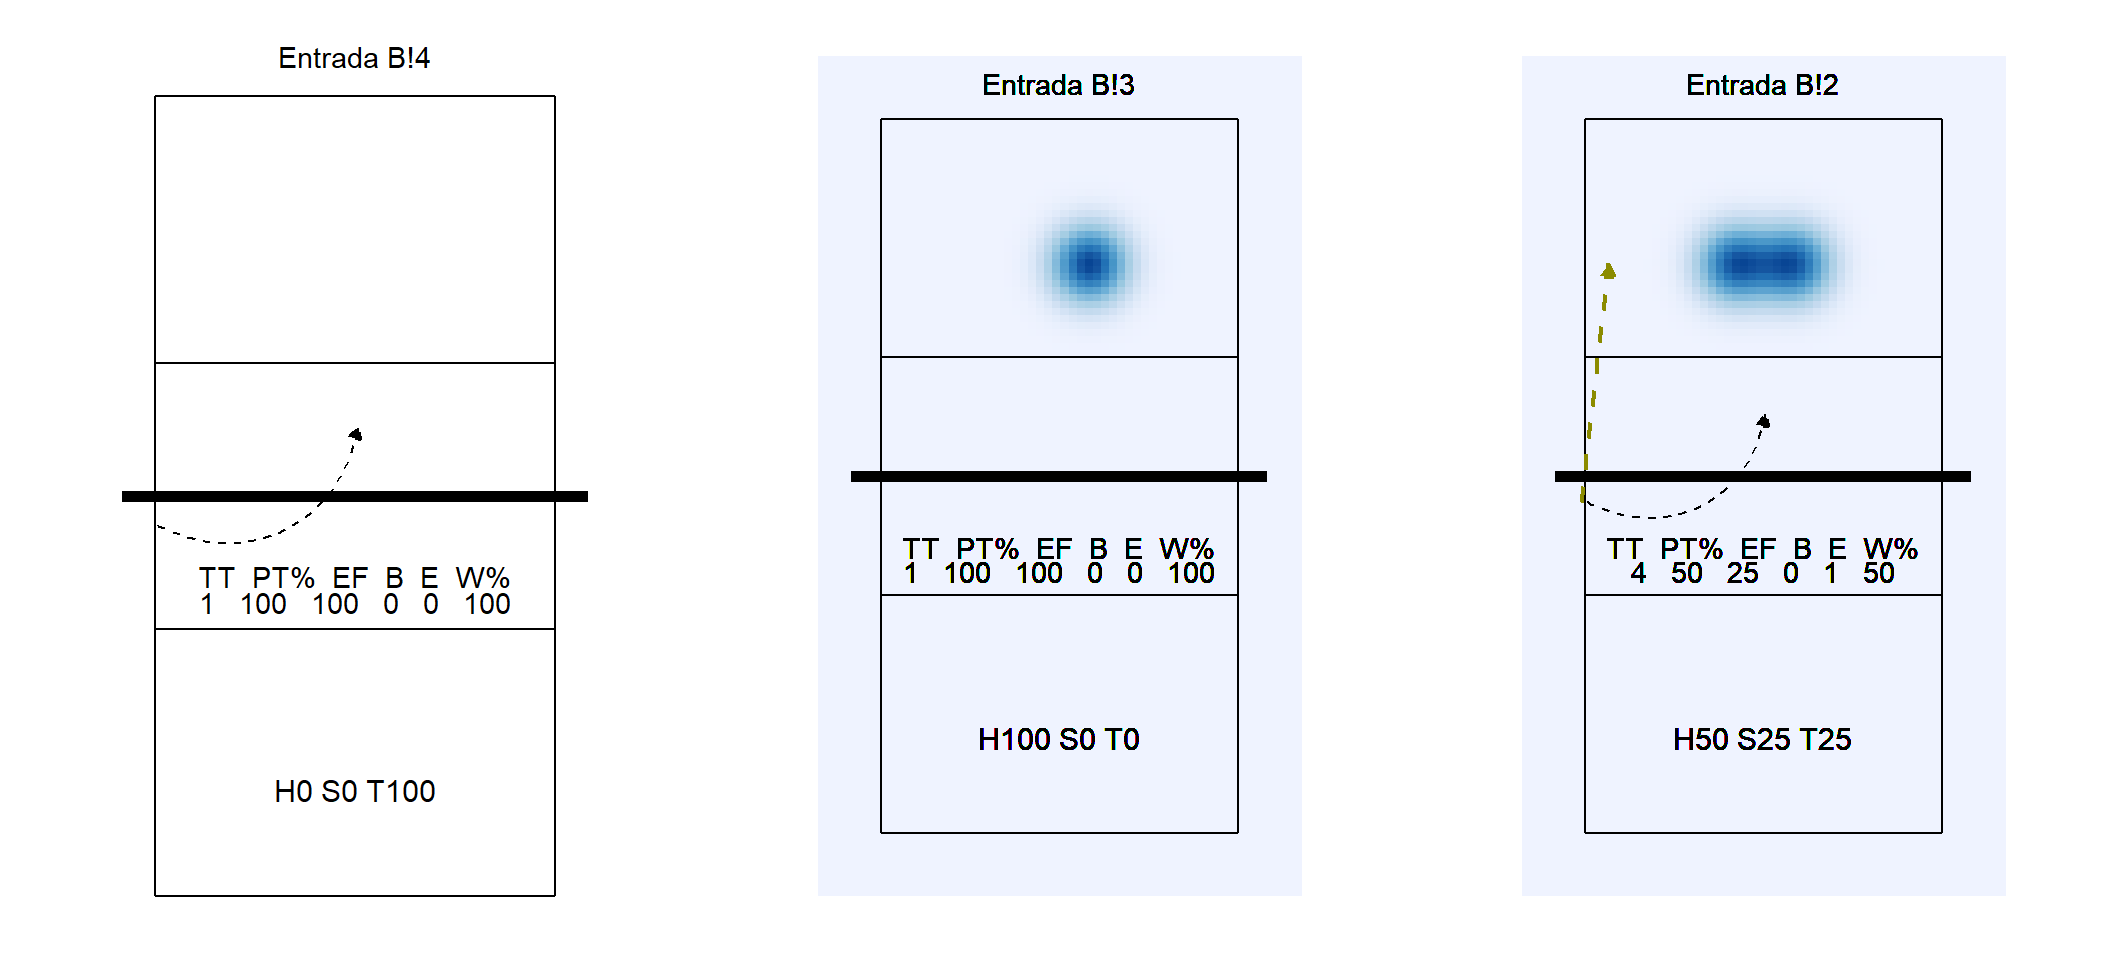 Entrada B!4
TT PT% EF B E W%
1 100 100 0 0 100
H0 S0 T100
Entrada B!3
TT PT% EF B E W%
1 100 100 0 0 100
H100 S0 T0
Entrada B!2
TT PT% EF B E W%
4 50 25 0 1 50
H50 S25 T25